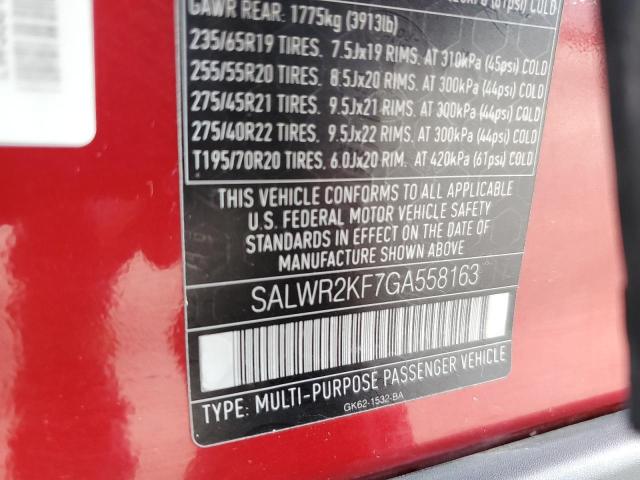 (61psi) COLD
GAWR REAR: 1775kg (3913lb)
235/65R19 TIRES. 7.5Jx19 RIMS. AT 310kPa (45psi) COLD
255/55R20 TIRES. 8.5Jx20 RIMS. AT 300kPa (44psi) COLD
275/45R21 TIRES. 9.5Jx21 RIMS. AT 300kPa (44psi) COLD
275/40R22 TIRES. 9.5Jx22 RIMS. AT 300kPa (44psi) COLD
T195/70R20 TIRES, 6.0Jx20 RIM. AT 420kPa (61psi) COLD
THIS VEHICLE CONFORMS TO ALL APPLICABLE
U.S. FEDERAL MOTOR VEHICLE SAFETY
STANDARDS IN EFFECT ON THE DATE OF
MANUFACTURE SHOWN ABOVE.
SALWR2KF7GA558163
TYPE: MULTI-PURPOSE PASSENGER VEHICLE
GK62-1532-BA